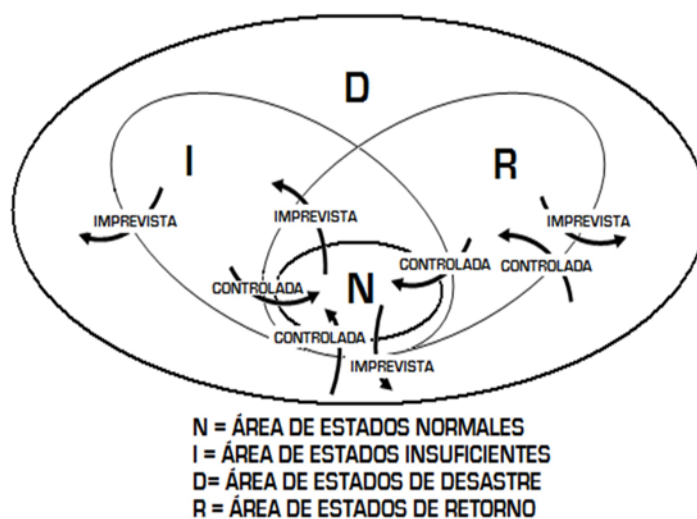 D
I
R
IMPREVISTA
IMPREVISTA
IMPREVISTA
CONTROLADA
CONTROLADA
CONTROLADA
N
CONTROLADA
IMPREVISTA
N = ÁREA DE ESTADOS NORMALES
I = ÁREA DE ESTADOS INSUFICIENTES
D= ÁREA DE ESTADOS DE DESASTRE
R = ÁREA DE ESTADOS DE RETORNO